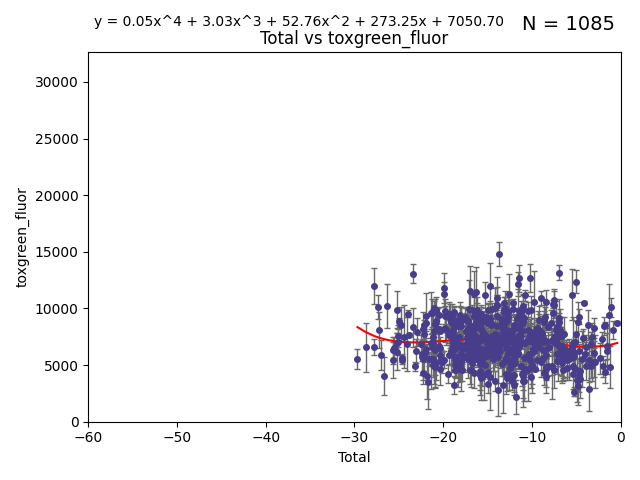 y = 0.05x^4 + 3.03x^3 + 52.76x^2 + 273.25x + 7050.70
N = 1085
Total vs toxgreen_fluor
30000
25000
20000
15000
10000
5000
0
toxgreen_fluor
−60
−50
−40
−30
−20
−10
0
Total